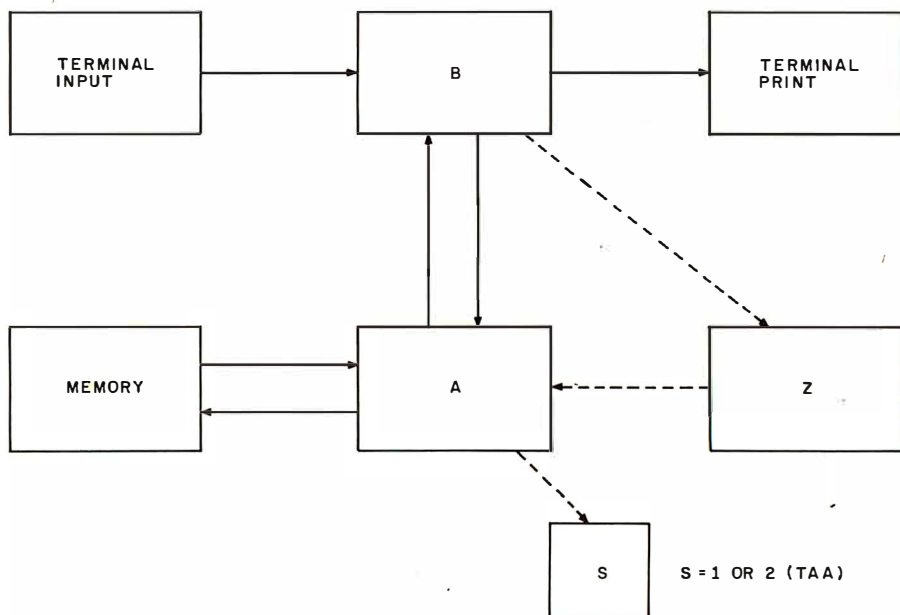 TERMINAL
INPUT
B
TERMINAL
PRINT
MEMORY
A
Z
S
S = 1 OR 2 (TAA)